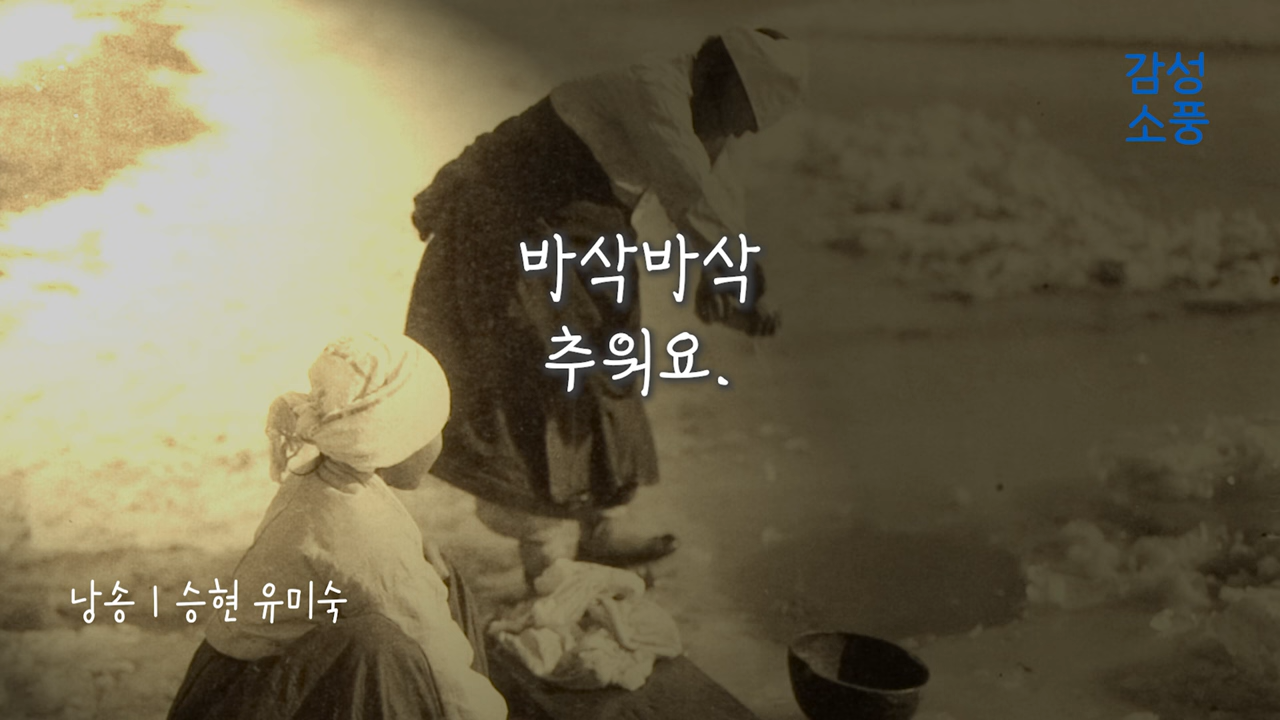 감성
소풍
바삭바삭
추워요.
낭송 | 승현 유미숙